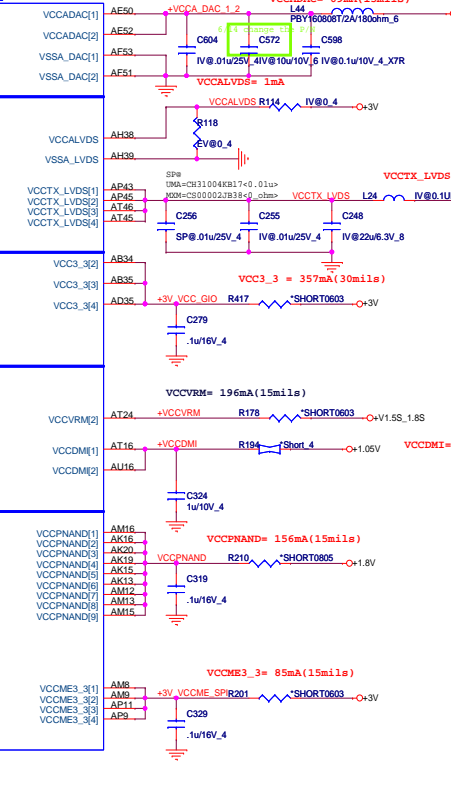 VCCADAC[1] AE50 +VCCA_DAC_1_2 L44
PBY160808T/2A/180ohm_6
VCCADAC[2] AE52
C604 C572 C598
VSSA_DAC[1] AF53
VSSA_DAC[2] AF51
IV@.01u/25V_4 IV@10u/10V_6 IV@0.1u/10V_4_X7R
VCCALVDS= 1mA
VCCALVDS R114 IV@0_4 +3V
R118
EV@0_4
VCCALVDS AH38
VSSA_LVDS AH39
SP@
UMA=CH31004KB17<0.01u>
MXM=CS00002JB38<0_ohm>
VCCTX_LVDS
VCCTX_LVDS[1] AP43
VCCTX_LVDS[2] AP45 VCCTX_LVDS L24 IV@0.1U
VCCTX_LVDS[3] AT46
VCCTX_LVDS[4] AT45
C256 C255 C248
SP@.01u/25V_4 IV@.01u/25V_4 IV@22u/6.3V_8
VCC3_3[2] AB34
VCC3_3 = 357mA(30mils)
VCC3_3[3] AB35
VCC3_3[4] AD35 +3V_VCC_GIO R417 *SHORT0603 +3V
C279
.1u/16V_4
VCCVRM= 196mA(15mils)
VCCVRM[2] AT24 +VCCVRM R178 *SHORT0603 +V1.5S_1.8S
VCCDMI[1] AT16 +VCCDMI R194 *Short_4 +1.05V VCCDMI=
VCCDMI[2] AU16
C324
1u/10V_4
VCCPNAND[1] AM16
VCCPNAND[2] AK16 VCCPNAND= 156mA(15mils)
VCCPNAND[3] AK20
VCCPNAND[4] AK19 VCCPNAND R210 *SHORT0805 +1.8V
VCCPNAND[5] AK15
VCCPNAND[6] AK13
VCCPNAND[7] AM12
VCCPNAND[8] AM13
VCCPNAND[9] AM15
C319
.1u/16V_4
VCCME3_3= 85mA(15mils)
VCCME3_3[1] AM8
VCCME3_3[2] AM9 +3V_VCCME_SPI R201 *SHORT0603 +3V
VCCME3_3[3] AP11
VCCME3_3[4] AP9
C329
.1u/16V_4